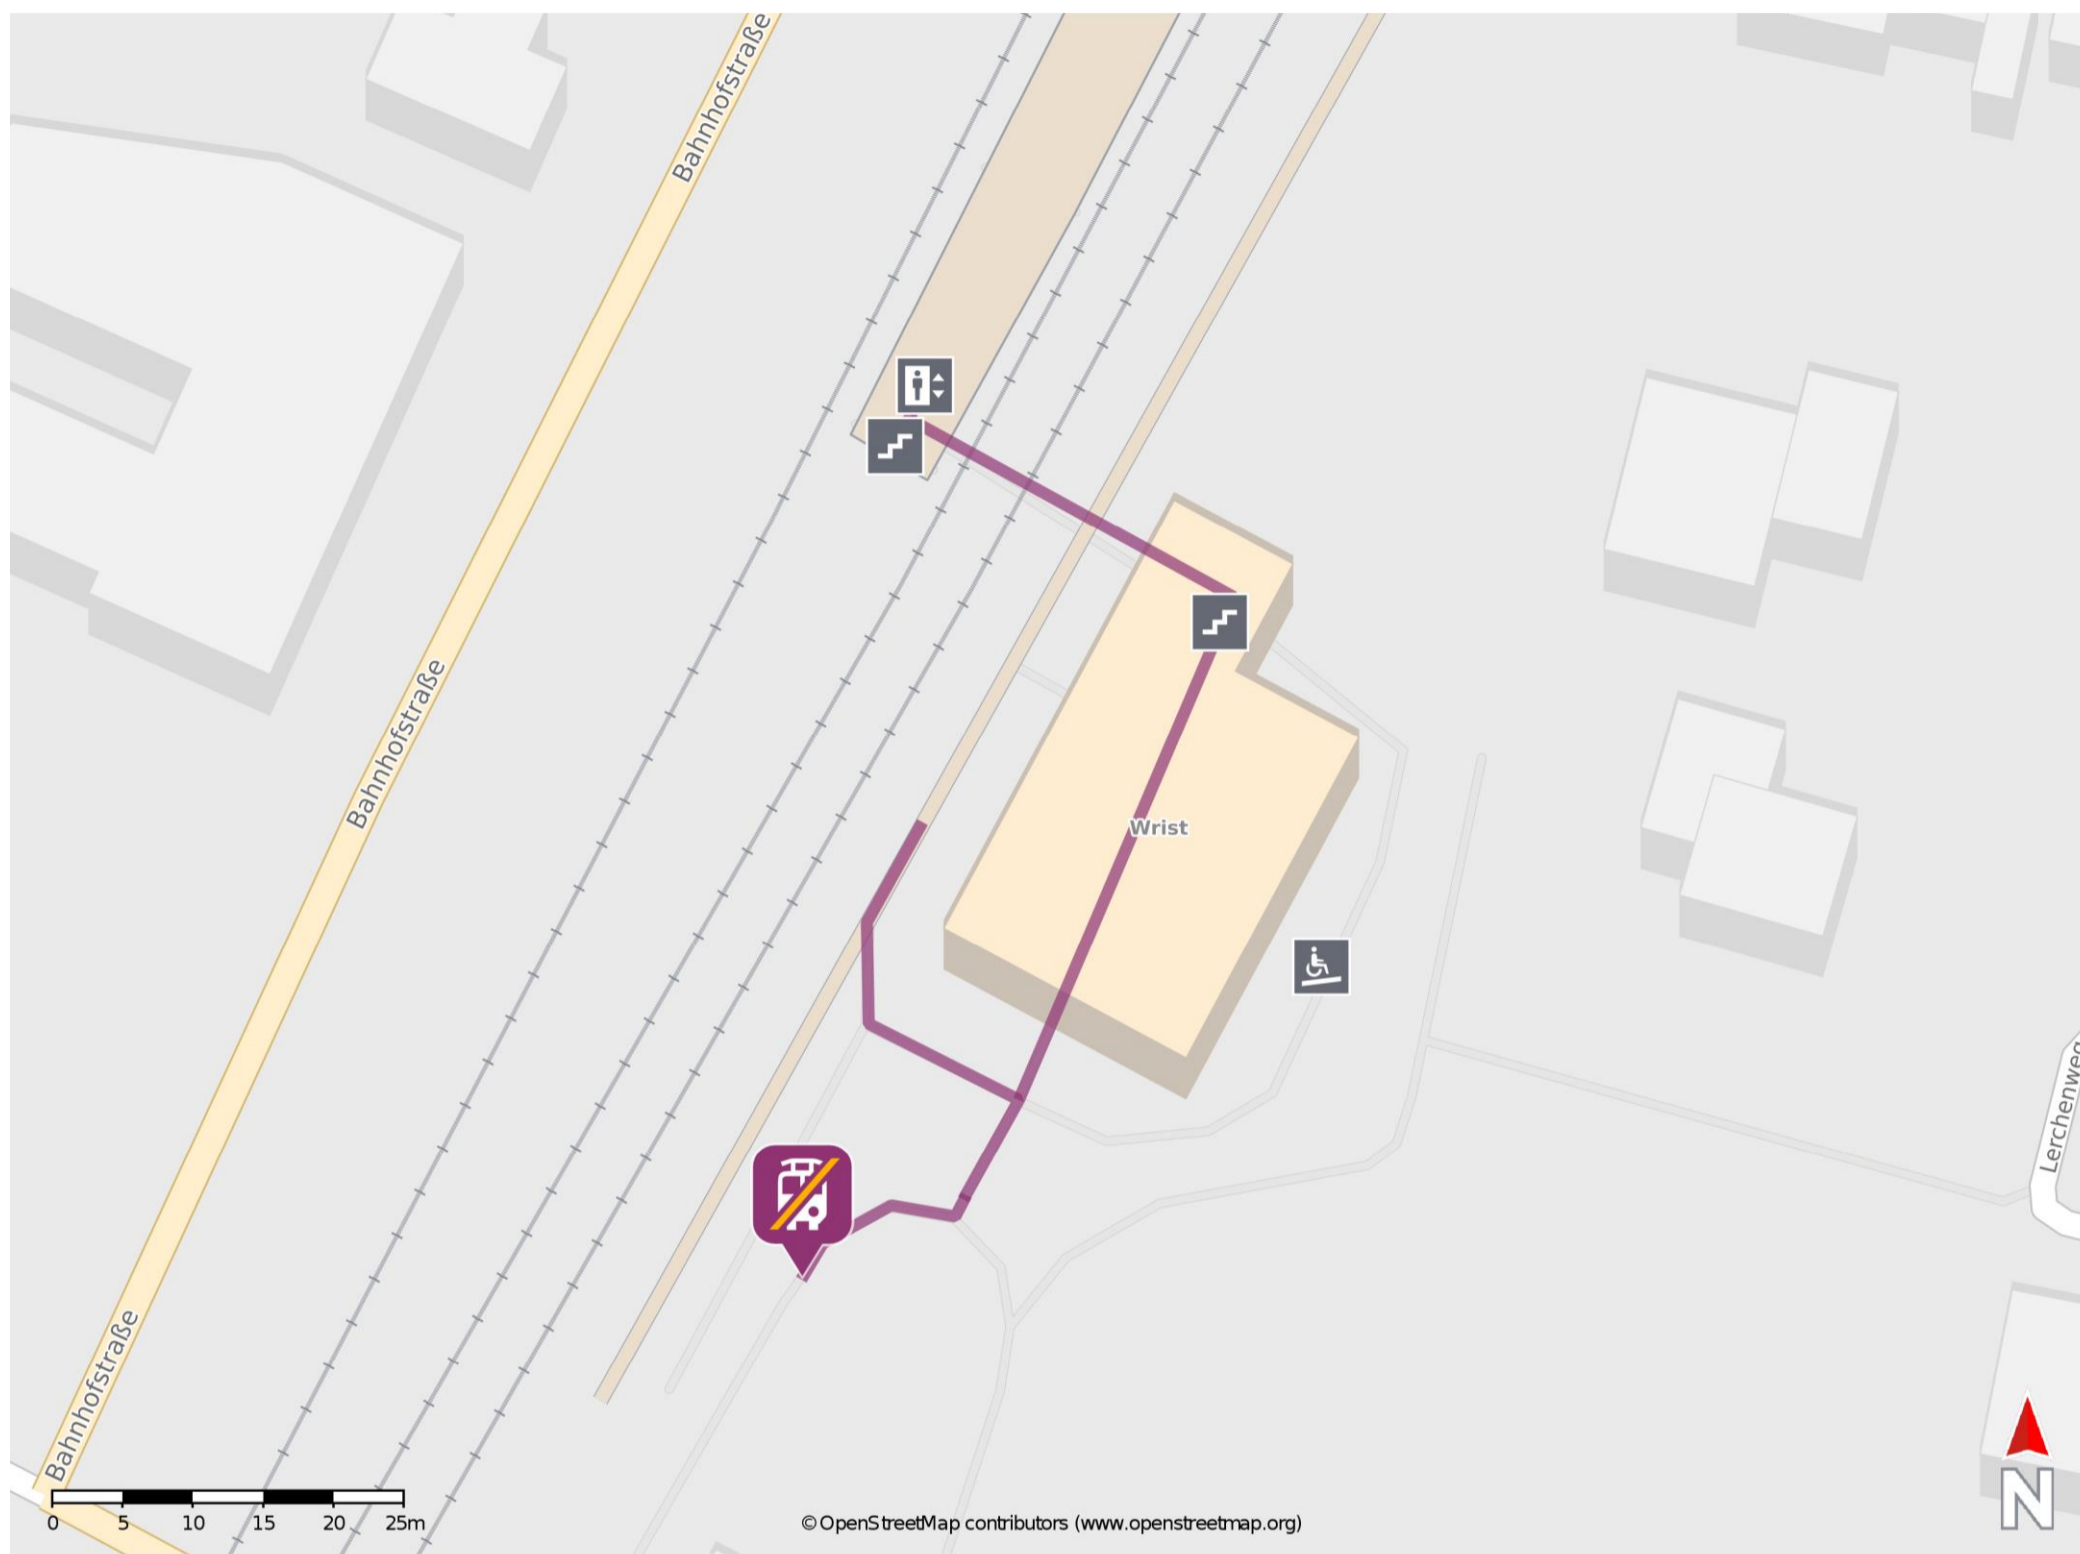 Bahnhofstraße
Bahnhofstraße
Wrist
Lerchenweg
Bahnhofstraße
0 5 10 15 20 25m
© OpenStreetMap contributors (www.openstreetmap.org)
N